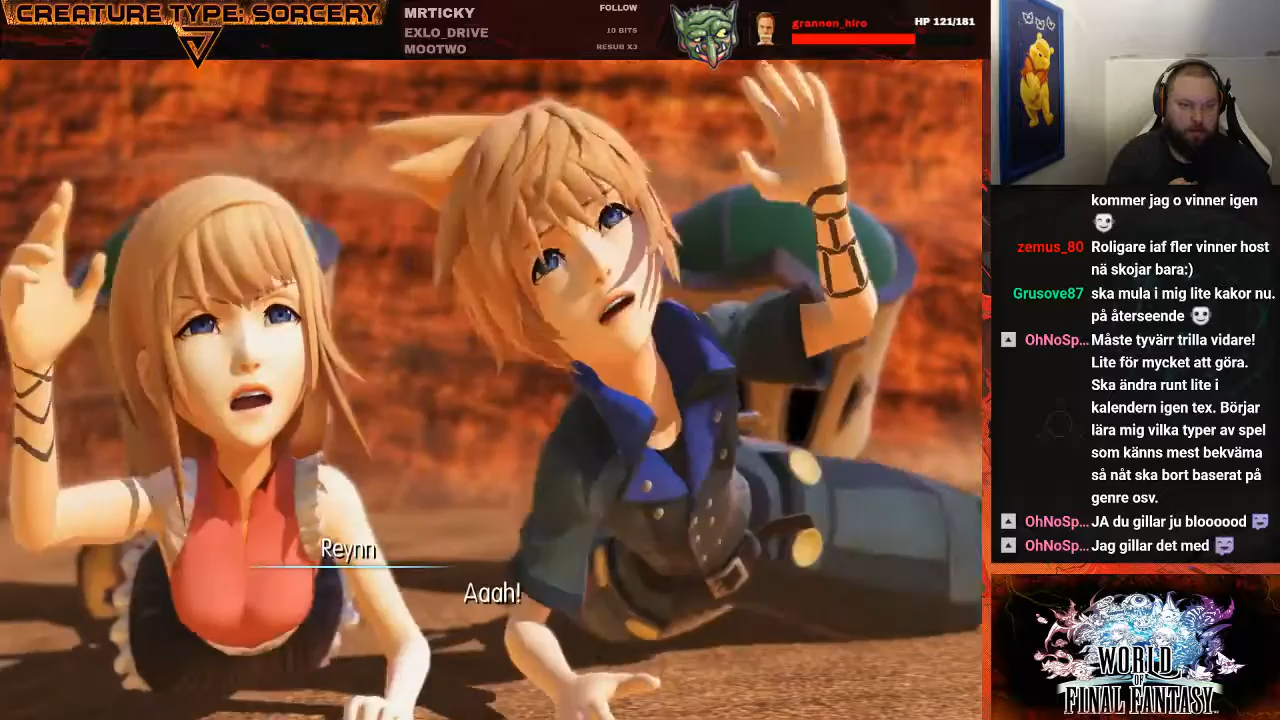 CREATURE TYPE: SORCERY
MRTICKY
EXLO_DRIVE
MOOTWO
FOLLOW
10 BITS
RESUB X3
grannen_hiro
HP 121/181
kommer jag o vinner igen
zemus_80 Roligare iaf fler vinner host
nä skojar bara:)
Grusove87 ska mula i mig lite kakor nu.
på återseende
OhNoSp... Måste tyvärr trilla vidare!
Lite för mycket att göra.
Ska ändra runt lite i
kalendern igen tex. Börjar
lära mig vilka typer av spel
som känns mest bekväma
så nåt ska bort baserat på
genre osv.
OhNoSp... JA du gillar ju bloooood
OhNoSp... Jag gillar det med
Reynn
Aaah!
WORLD
OF
FINAL FANTASY